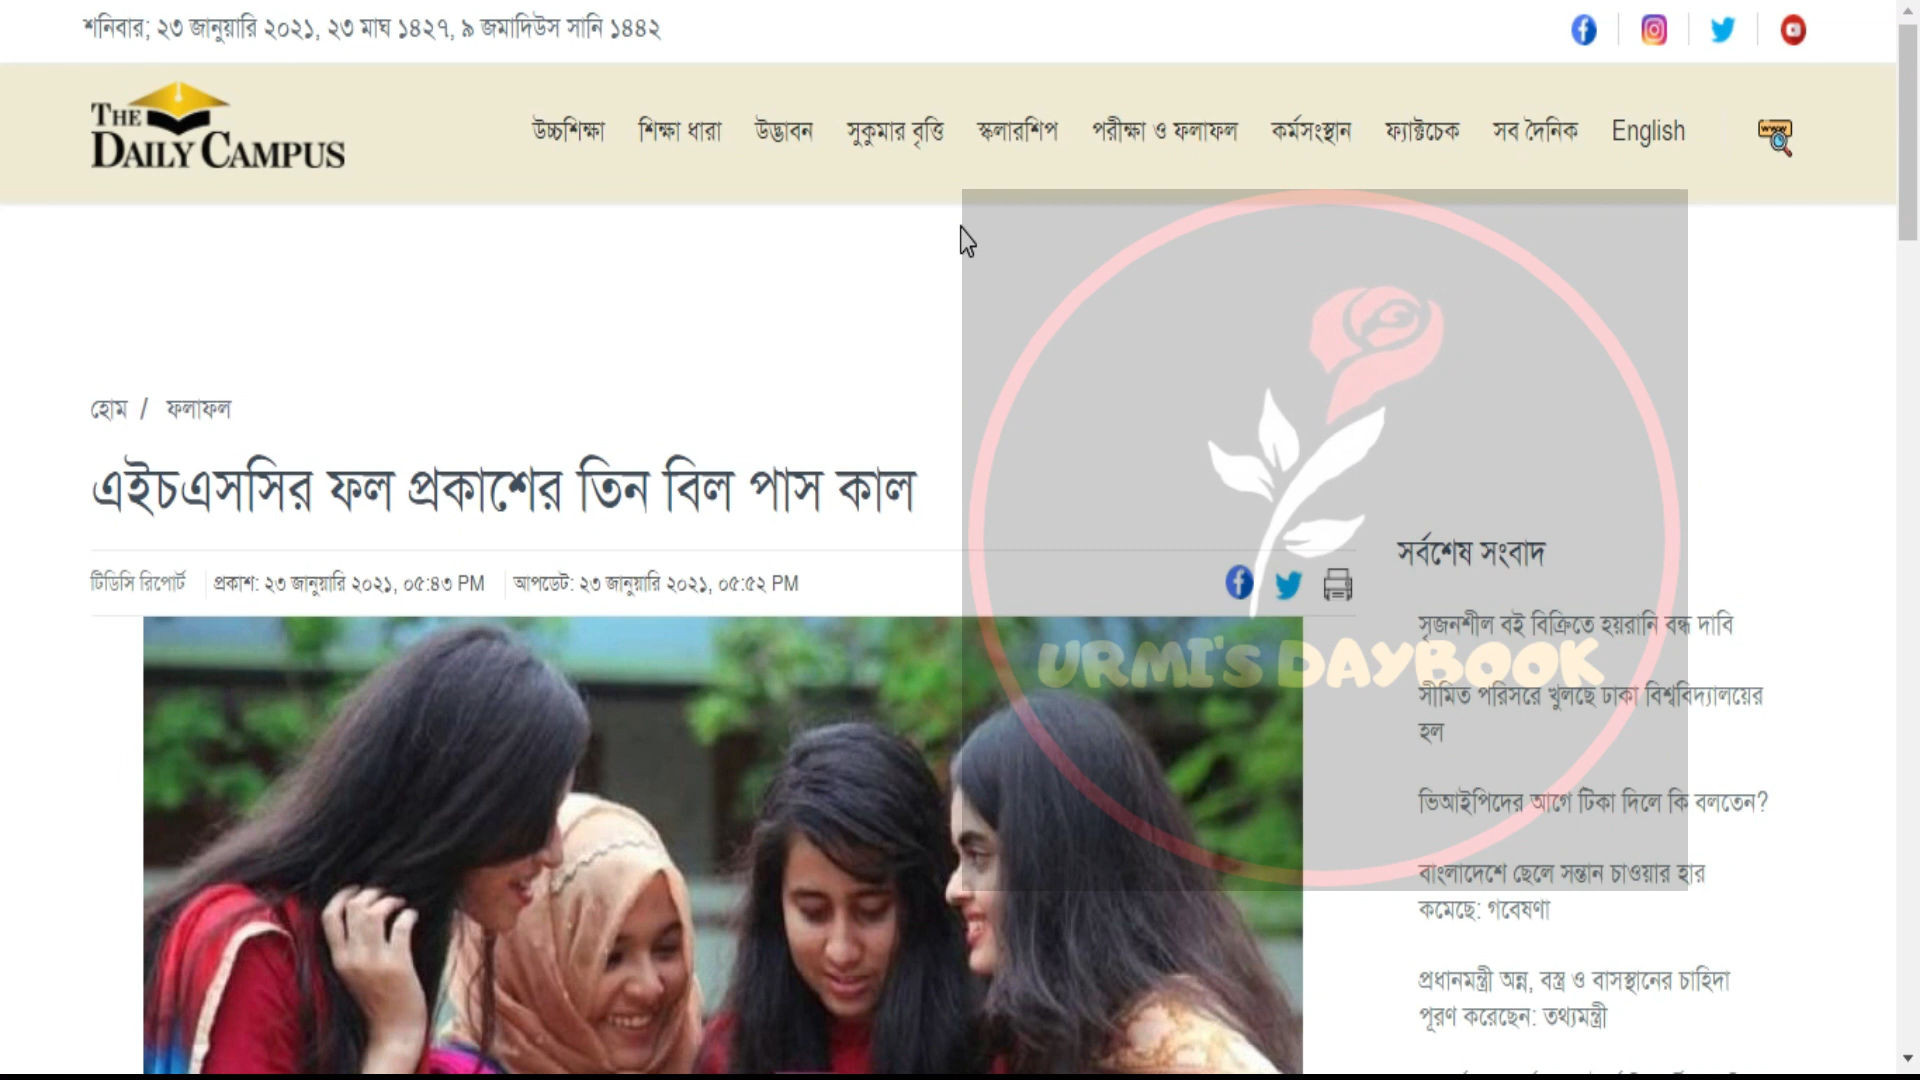 শনিবার; ২৩ জানুয়ারি ২০২১, ২৩ মাঘ ১৪২৭, ৯ জমাদিউস সানি ১৪৪২
THE
DAILY CAMPUS
উচ্চশিক্ষা শিক্ষা ধারা উদ্ভাবন সুকুমার বৃত্তি স্কলারশিপ পরীক্ষা ও ফলাফল কর্মসংস্থান ফ্যাক্টচেক সব দৈনিক English
www
হোম / ফলাফল
এইচএসসির ফল প্রকাশের তিন বিল পাস কাল
টিডিসি রিপোর্ট প্রকাশ: ২৩ জানুয়ারি ২০২১, ০৫:৪৩ PM আপডেট: ২৩ জানুয়ারি ২০২১, ০৫:৫২ PM
URMI'S DAYBOOK
সর্বশেষ সংবাদ
সৃজনশীল বই বিক্রিতে হয়রানি বন্ধ দাবি
সীমিত পরিসরে খুলছে ঢাকা বিশ্ববিদ্যালয়ের
হল
ভিআইপিদের আগে টিকা দিলে কি বলতেন?
বাংলাদেশে ছেলে সন্তান চাওয়ার হার
কমেছে: গবেষণা
প্রধানমন্ত্রী অন্ন, বস্ত্র ও বাসস্থানের চাহিদা
পূরণ করেছেন: তথ্যমন্ত্রী